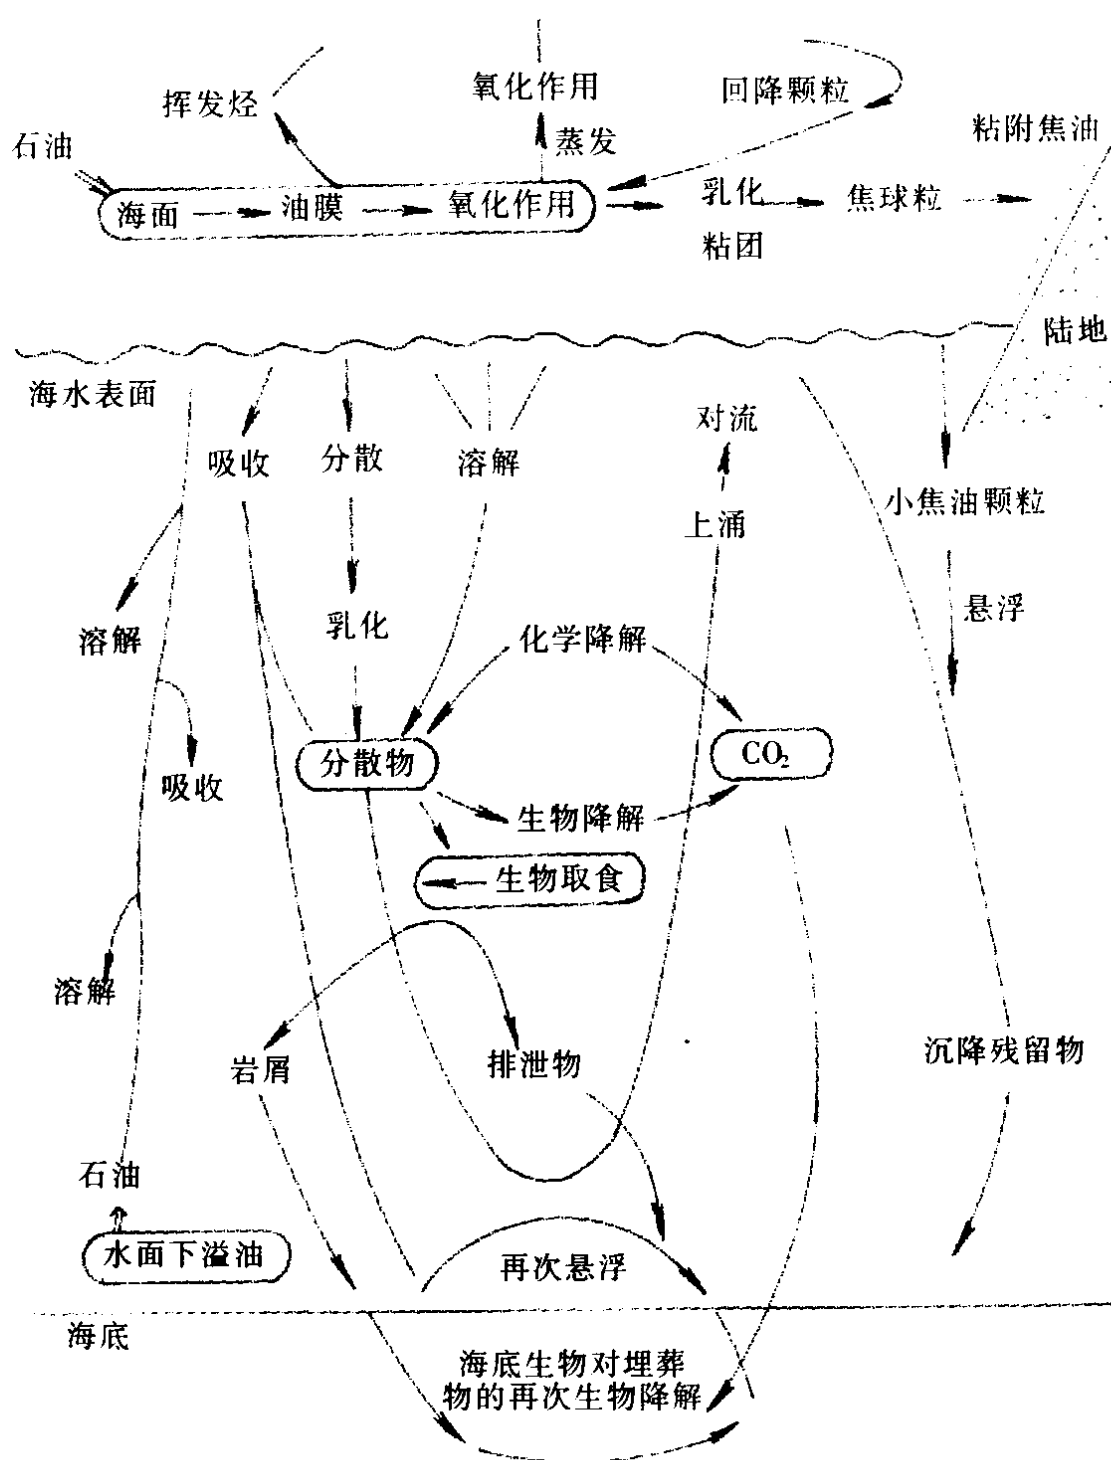 氧化作用
回降颗粒
挥发烃
粘附焦油
石油
蒸发
海面
油膜
氧化作用
乳化
焦球粒
粘团
陆地
海水表面
对流
吸收
分散
溶解
小焦油颗粒
上涌
悬浮
溶解
乳化
化学降解
分散物
CO₂
吸收
生物降解
生物取食
溶解
沉降残留物
岩屑
排泄物
石油
水面下溢油
再次悬浮
海底
海底生物对埋葬
物的再次生物降解